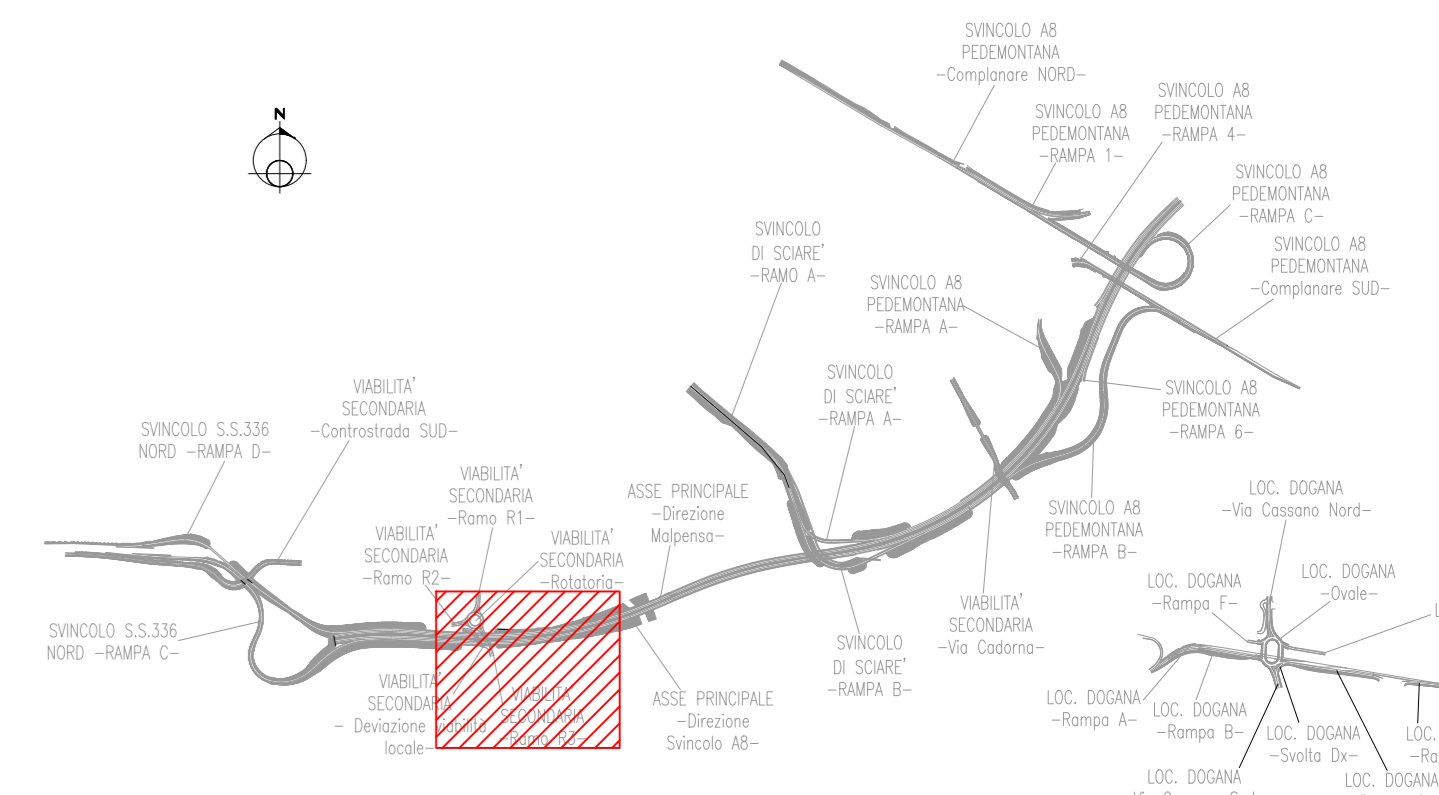 N
SVINCOLO A8
PEDEMONTANA
-Complanare NORD-
SVINCOLO A8
PEDEMONTANA
-RAMPA 4-
SVINCOLO A8
PEDEMONTANA
-RAMPA 1-
SVINCOLO A8
PEDEMONTANA
-RAMPA C-
SVINCOLO A8
PEDEMONTANA
-Complanare SUD-
SVINCOLO
DI SCIARE'
-RAMO A-
SVINCOLO A8
PEDEMONTANA
-RAMPA A-
SVINCOLO
DI SCIARE'
-RAMPA A-
SVINCOLO A8
PEDEMONTANA
-RAMPA 6-
VIABILITA'
SECONDARIA
-Controstrada SUD-
SVINCOLO S.S.336
NORD -RAMPA D-
VIABILITA'
SECONDARIA
-Ramo R1-
ASSE PRINCIPALE
-Direzione
Malpensa-
VIABILITA'
SECONDARIA
-Ramo R2-
VIABILITA'
SECONDARIA
-Rotatoria-
SVINCOLO A8
PEDEMONTANA
-RAMPA B-
LOC. DOGANA
-Via Cassano Nord-
LOC. DOGANA
-Rampa F-
LOC. DOGANA
-Ovale-
L
SVINCOLO S.S.336
NORD -RAMPA C-
VIABILITA'
SECONDARIA
-Via Cadorna-
SVINCOLO
DI SCIARE'
-RAMPA B-
VIABILITA'
SECONDARIA
- Deviazione viabilità
locale-
VIABILITA'
SECONDARIA
-Ramo R3-
ASSE PRINCIPALE
-Direzione
Svincolo A8-
LOC. DOGANA
-Rampa A-
LOC. DOGANA
-Rampa B-
LOC. DOGANA
-Svolta Dx-
LOC.
-Ra
LOC. DOGANA
LOC. DOGANA